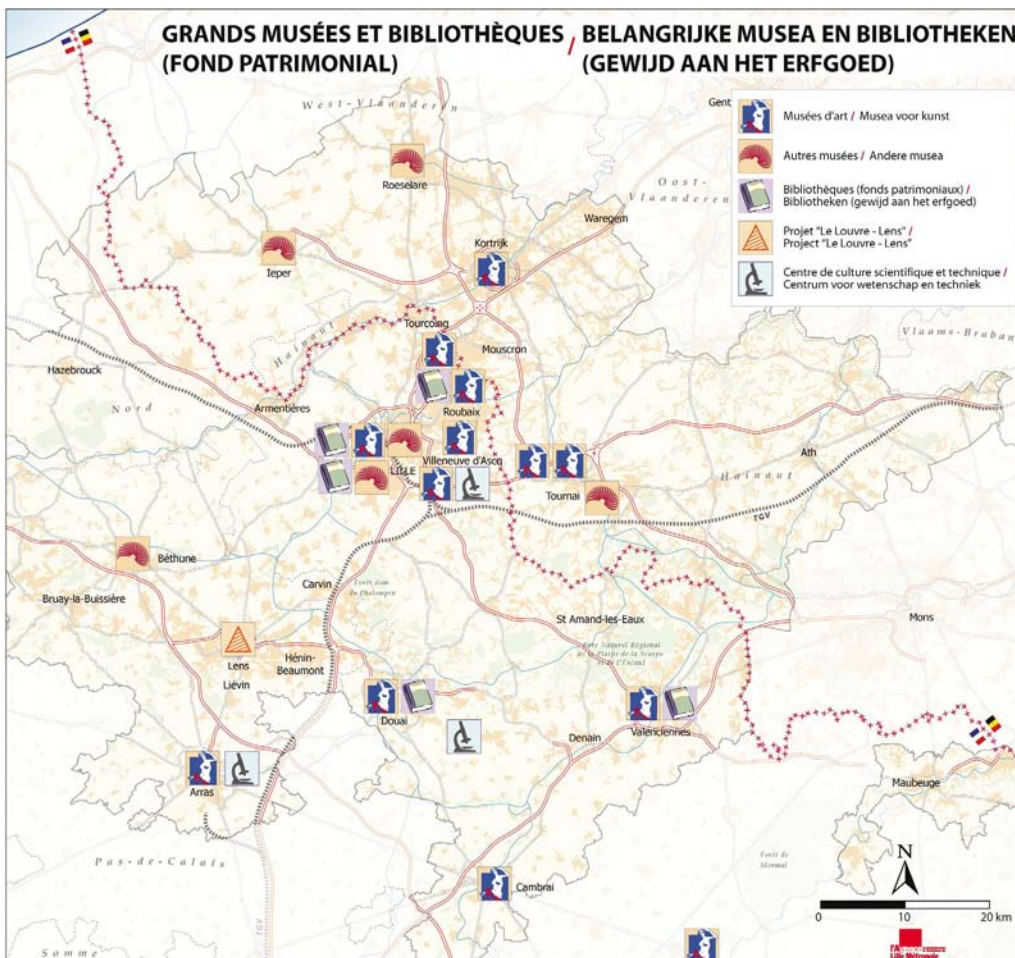 GRANDS MUSÉES ET BIBLIOTHÈQUES / BELANGRIJKE MUSEA EN BIBLIOTHEKEN
(FOND PATRIMONIAL) (GEWIJD AAN HET ERFGOED)
Musées d'art / Musea voor kunst
Autres musées / Andere musea
Bibliothèques (fonds patrimoniaux) /
Bibliotheken (gewijd aan het erfgoed)
Projet "Le Louvre - Lens" /
Project "Le Louvre - Lens"
Centre de culture scientifique et technique /
Centrum voor wetenschap en techniek
West-Vlaanderen
Gent
Roeselare
Oost-
Vlaanderen
Waregem
Kortrijk
Ieper
Tourcoing
Hainaut
Mouscron
Vlaams-Braban
Hazebrouck
Nord
Armentières
Roubaix
Villeneuve d'Ascq
LILLE
Ath
Hainaut
Tournai
TGV
Béthune
Carvin
Forêt dom
de Phalempin
Bruay-la-Buissière
St Amand-les-Eaux
Mons
Parc Naturel Régional
de la Plaine de la Scarpe
et de l'Escaut
Lens
Hénin-
Beaumont
Liévin
Douai
Valenciennes
Denain
Maubeuge
Arras
Pas-de-Calais
Forêt de
Mormal
N
Cambrai
0 10 20 km
TGV
Somme
Lille Métropole